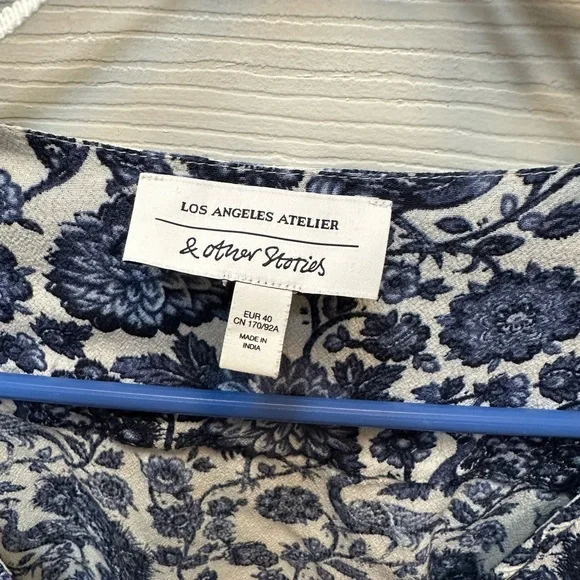 LOS ANGELES ATELIER
& other Stories
EUR 40
CN 170/92A
MADE IN
INDIA